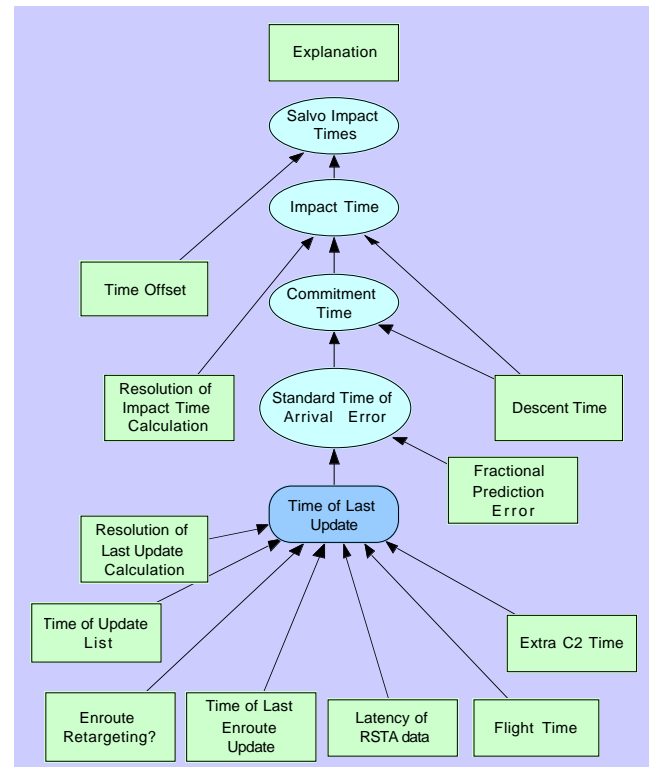 Explanation
Salvo Impact
Times
Impact Time
Time Offset
Commitment
Time
Resolution of
Impact Time
Calculation
Standard Time of
Arrival Error
Descent Time
Fractional
Prediction
Error
Time of Last
Update
Resolution of
Last Update
Calculation
Time of Update
List
Extra C2 Time
Enroute
Retargeting?
Time of Last
Enroute
Update
Latency of
RSTA data
Flight Time